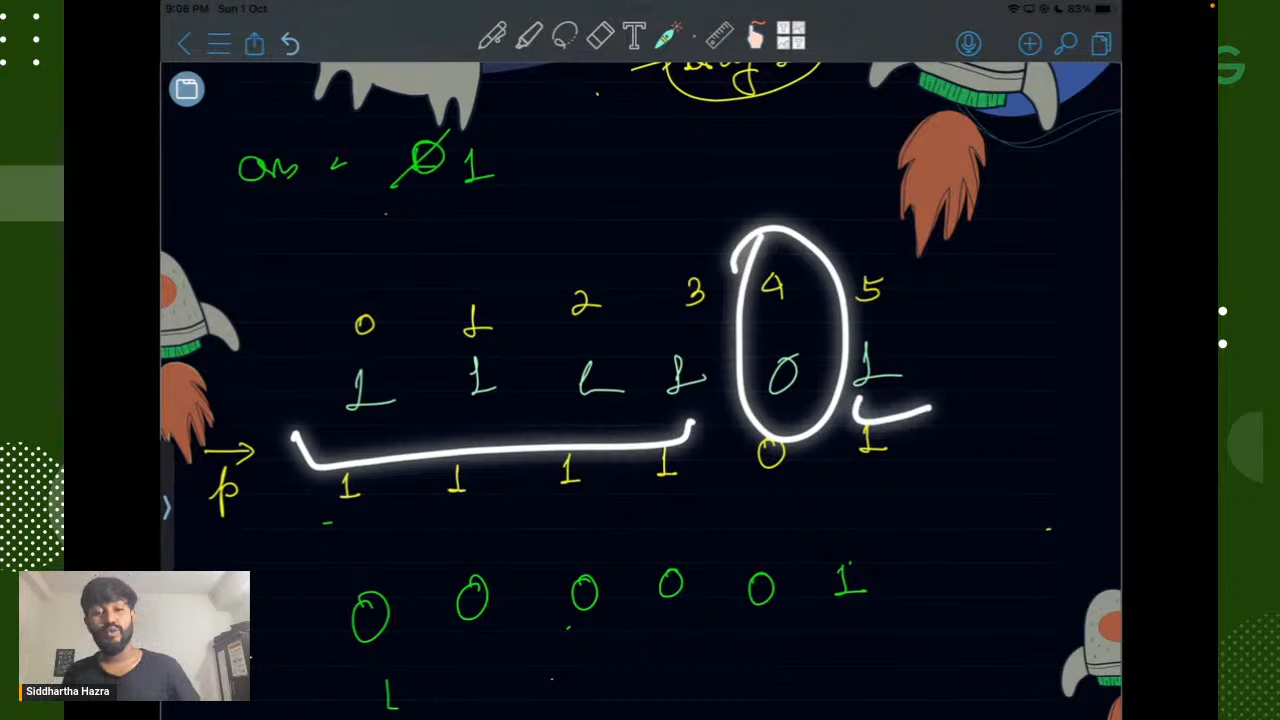 9:06 PM Sun 1 Oct
83%
ans = 0 1
0 1 2 3 4 5
1 1 1 1 0 1
p 1 1 1 1 0 1
0 0 0 0 0 1
1
Siddhartha Hazra